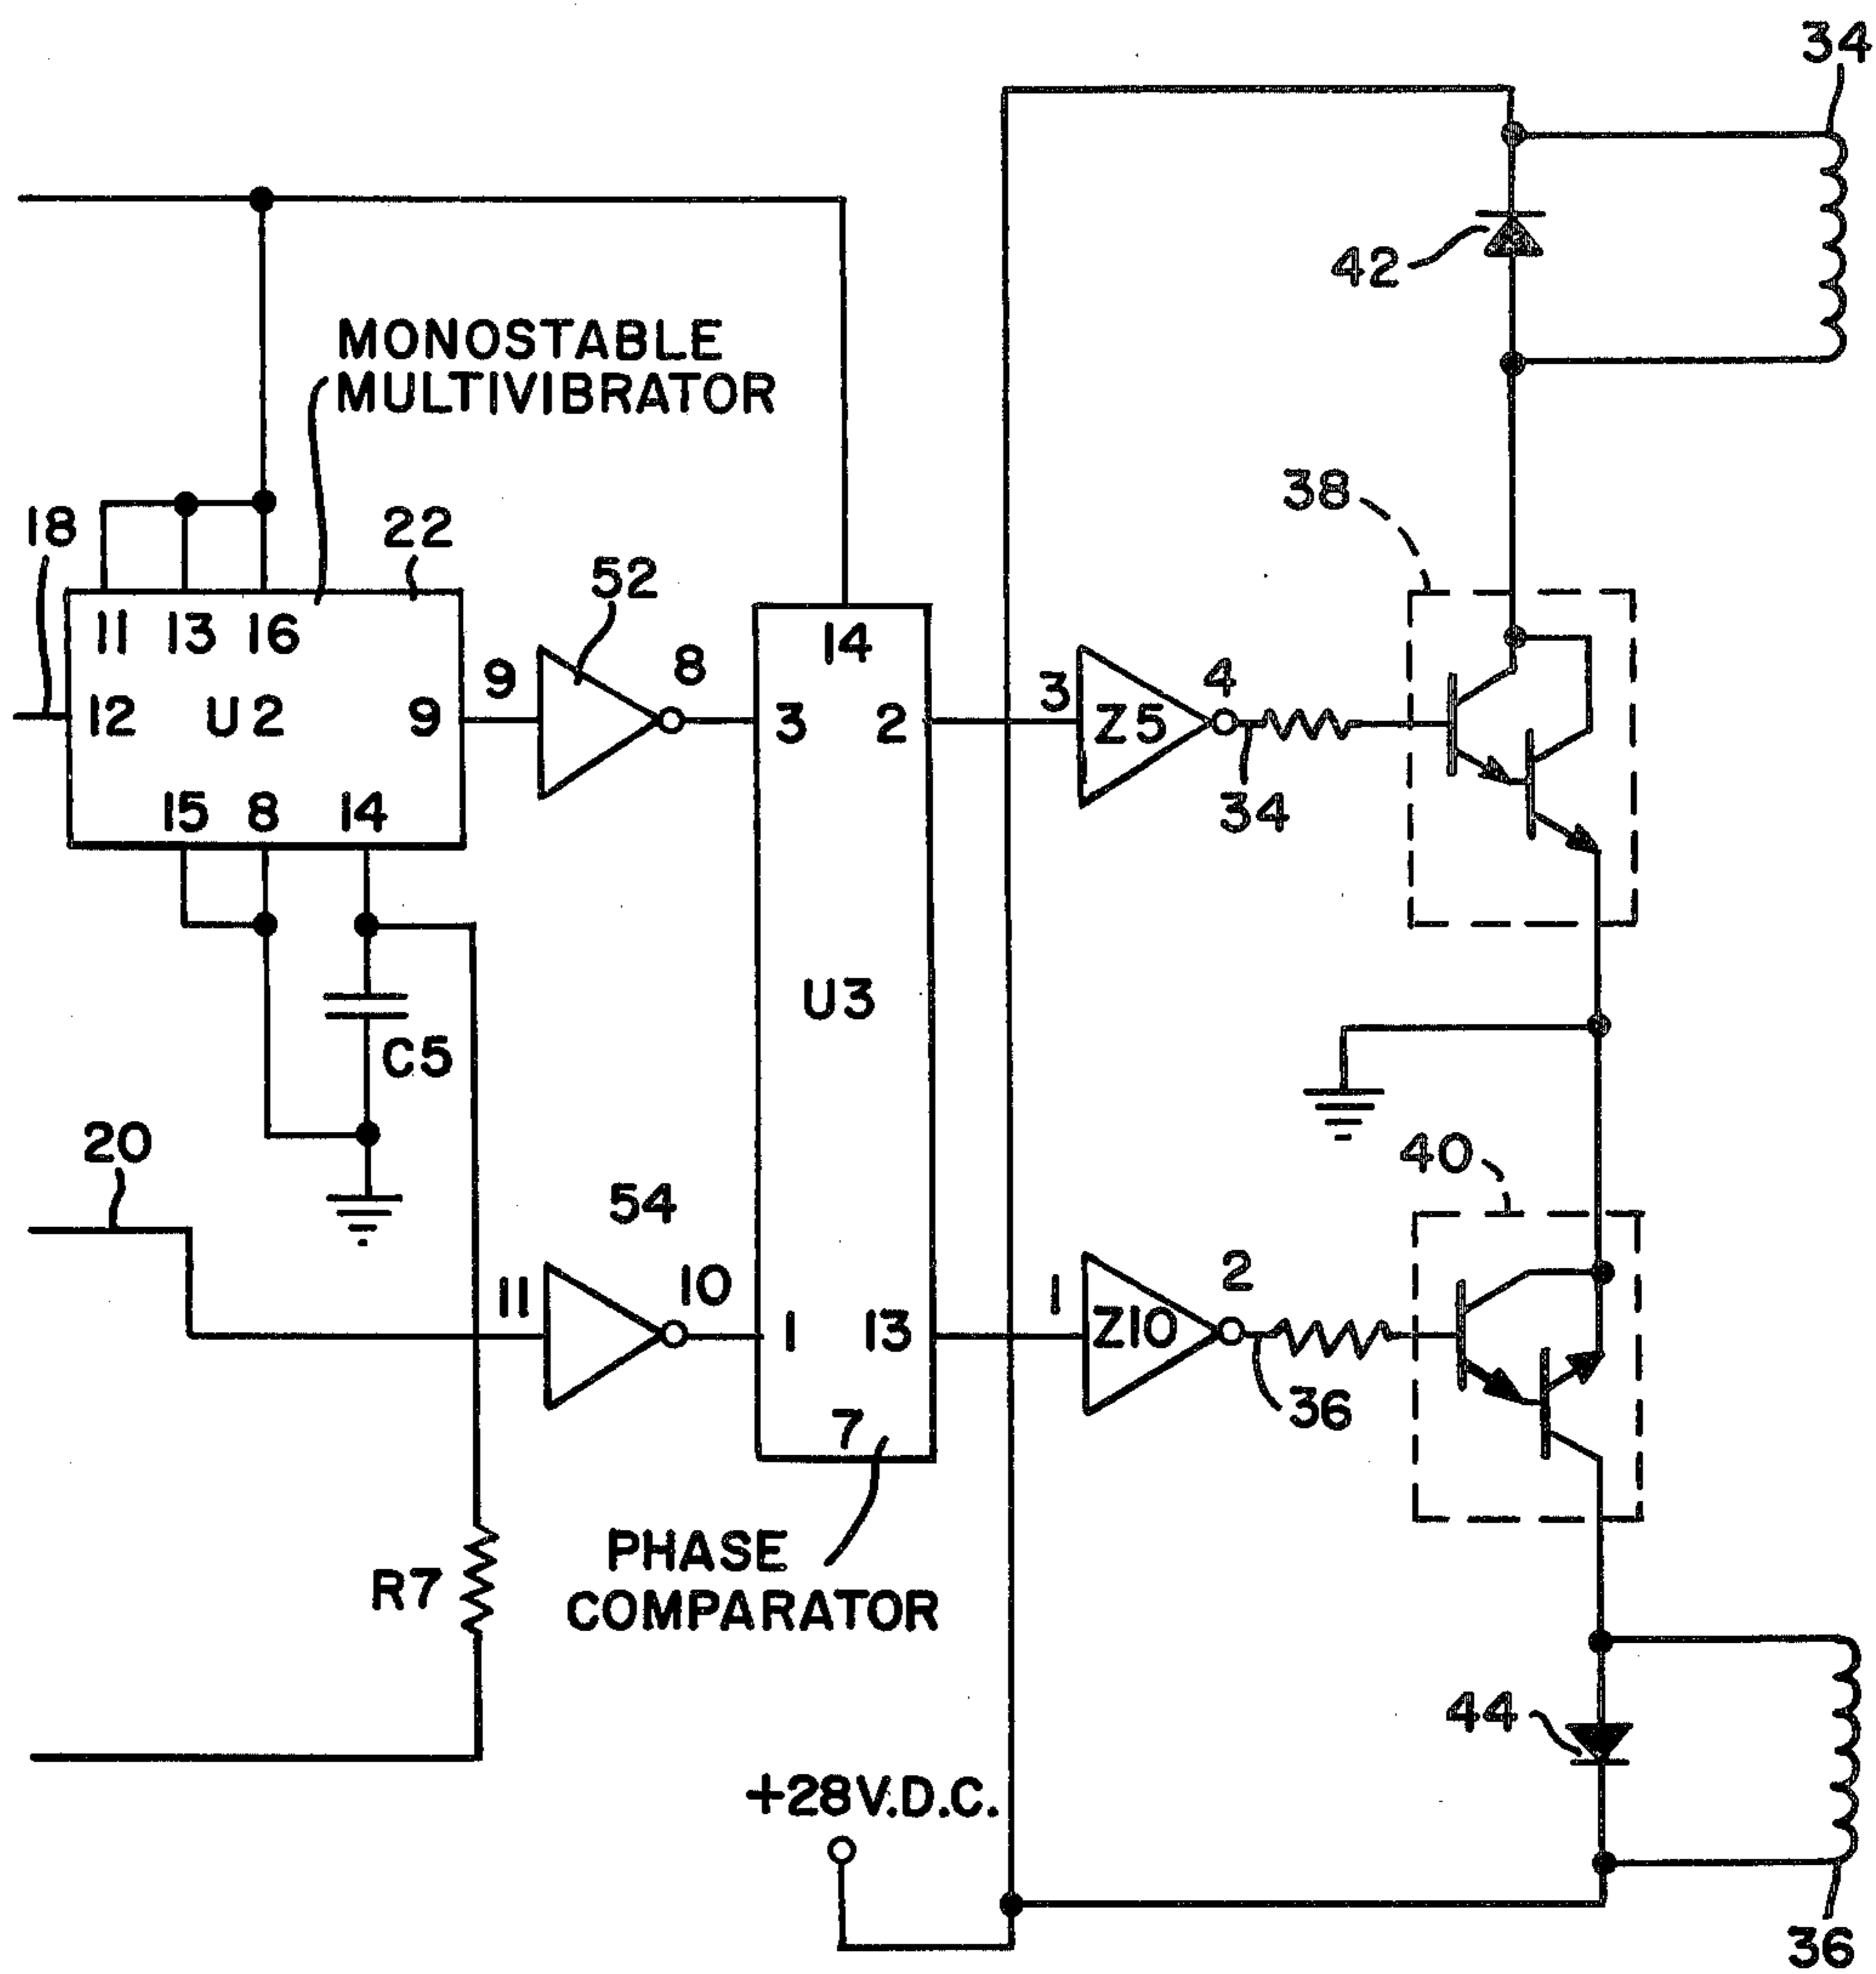 34
42
MONOSTABLE
MULTIVIBRATOR
38
18
22
52
11 13 16
14
12 U2 9
9
8
3 2
3
Z5
4
34
15 8 14
U3
C5
20
54
40
11
10
1 13
1
Z10
2
36
7
PHASE
COMPARATOR
R7
44
+28V.D.C.
36